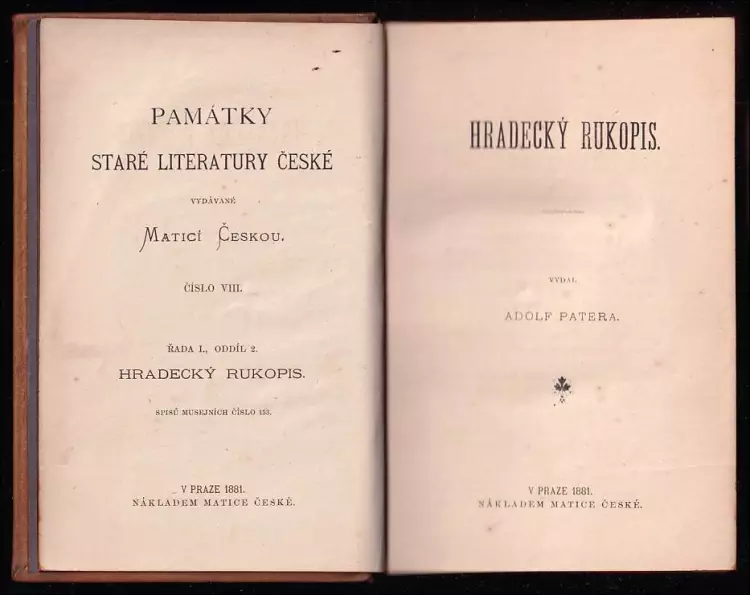 PAMÁTKY
STARÉ LITERATURY ČESKÉ
VYDÁVANÉ
MATICÍ ČESKOU.
ČÍSLO VIII.
ŘADA I., ODDÍL 2.
HRADECKÝ RUKOPIS.
SPISŮ MUSEJNÍCH ČÍSLO 153.
V PRAZE 1881.
NÁKLADEM MATICE ČESKÉ.
HRADECKÝ RUKOPIS.
VYDAL
ADOLF PATERA.
V PRAZE 1881.
NÁKLADEM MATICE ČESKÉ.